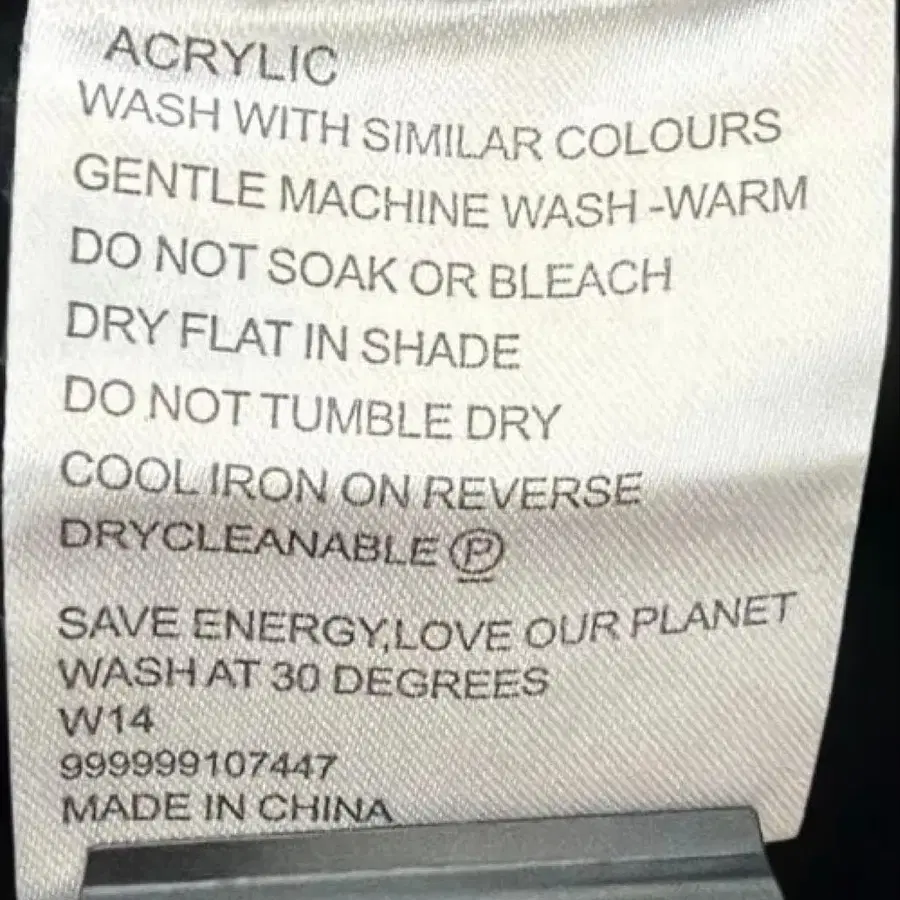 ACRYLIC
WASH WITH SIMILAR COLOURS
GENTLE MACHINE WASH -WARM
DO NOT SOAK OR BLEACH
DRY FLAT IN SHADE
DO NOT TUMBLE DRY
COOL IRON ON REVERSE
DRYCLEANABLE Ⓟ
SAVE ENERGY,LOVE OUR PLANET
WASH AT 30 DEGREES
W14
999999107447
MADE IN CHINA